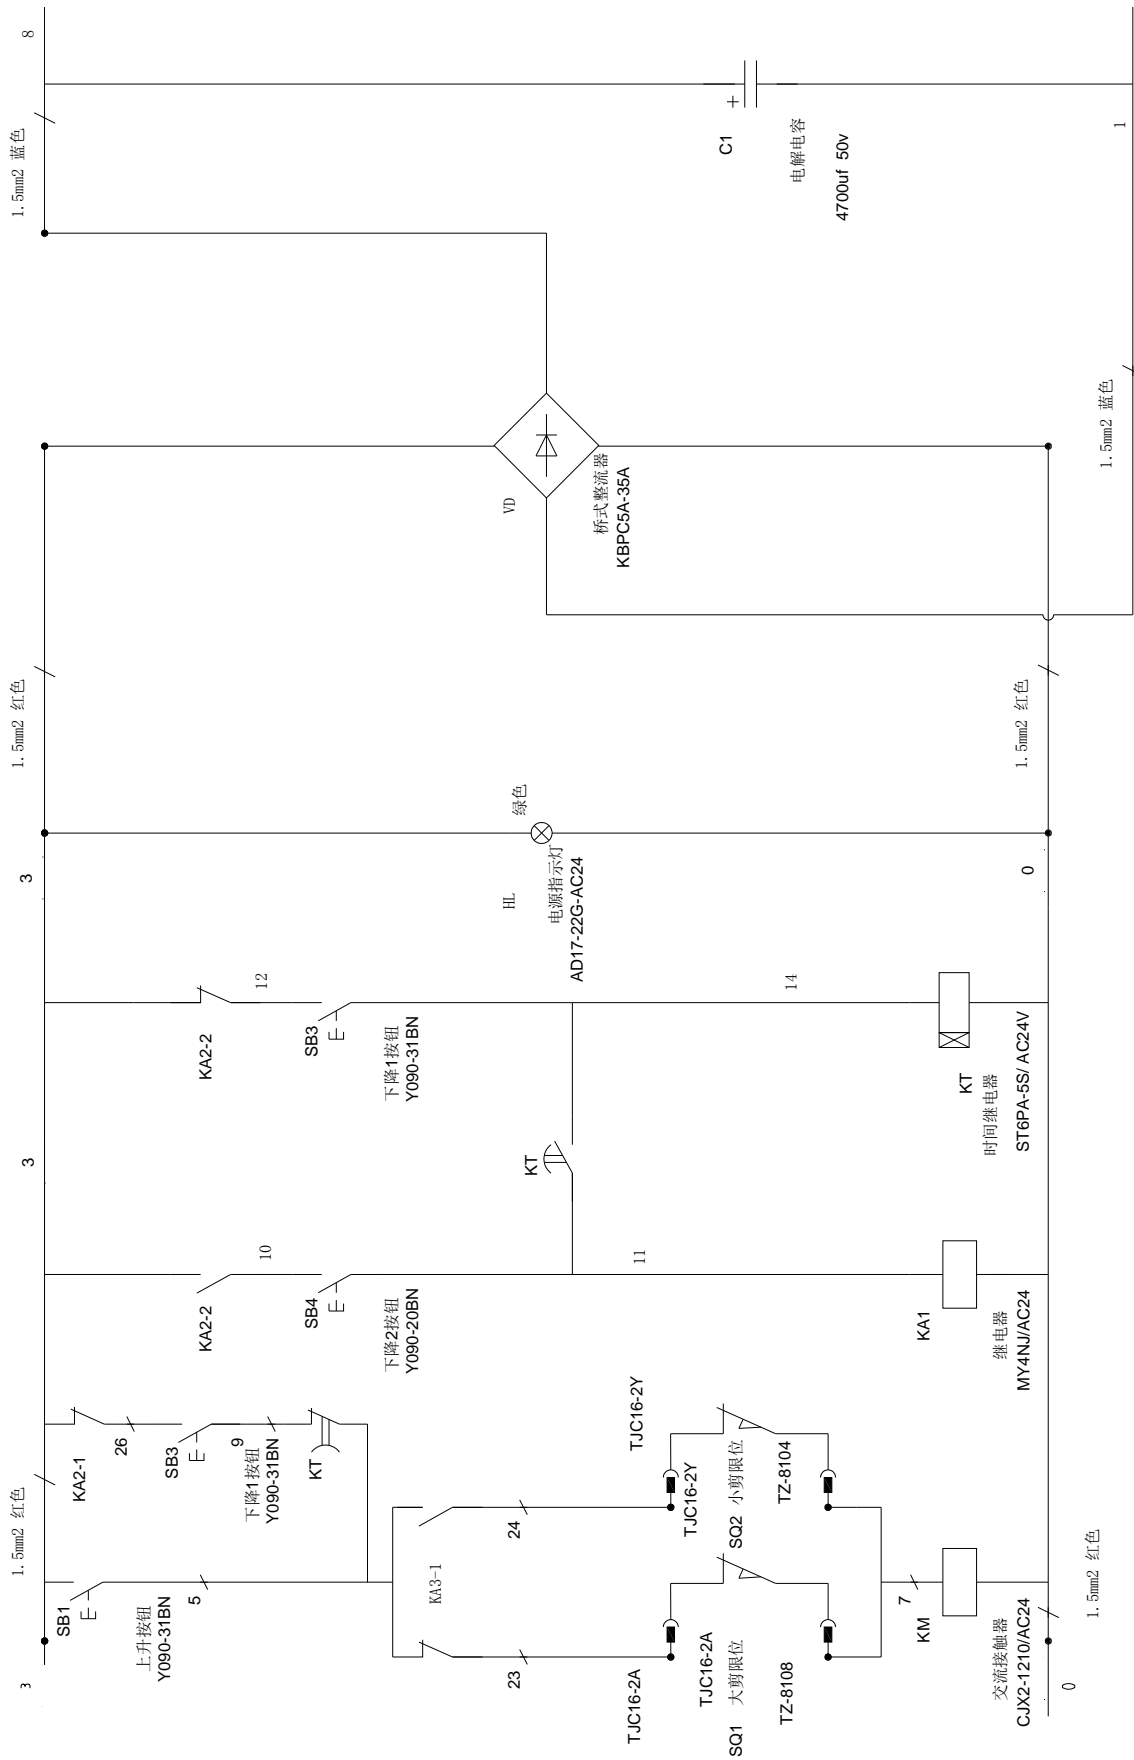 8
1.5mm2 蓝色
C1
电解电容
4700uf 50v
1
1.5mm2 蓝色
VD
桥式整流器
KBPC5A-35A
1.5mm2 红色
1.5mm2 红色
绿色
HL
电源指示灯
AD17-22G-AC24
3
0
KA2-2
12
SB3
下降1按钮
Y090-31BN
14
KT
时间继电器
ST6PA-5S/ AC24V
3
KT
KA2-2
10
SB4
下降2按钮
Y090-20BN
11
KA1
继电器
MY4NJ/AC24
KA2-1
26
SB3
9
下降1按钮
Y090-31BN
KT
1.5mm2 红色
SB1
上升按钮
Y090-31BN
5
KA3-1
24
23
TJC16-2Y
TJC16-2Y
SQ2 小剪限位
TZ-8104
TJC16-2A
TJC16-2A
SQ1 大剪限位
TZ-8108
7
KM
交流接触器
CJX2-1210/AC24
1.5mm2 红色
3
0